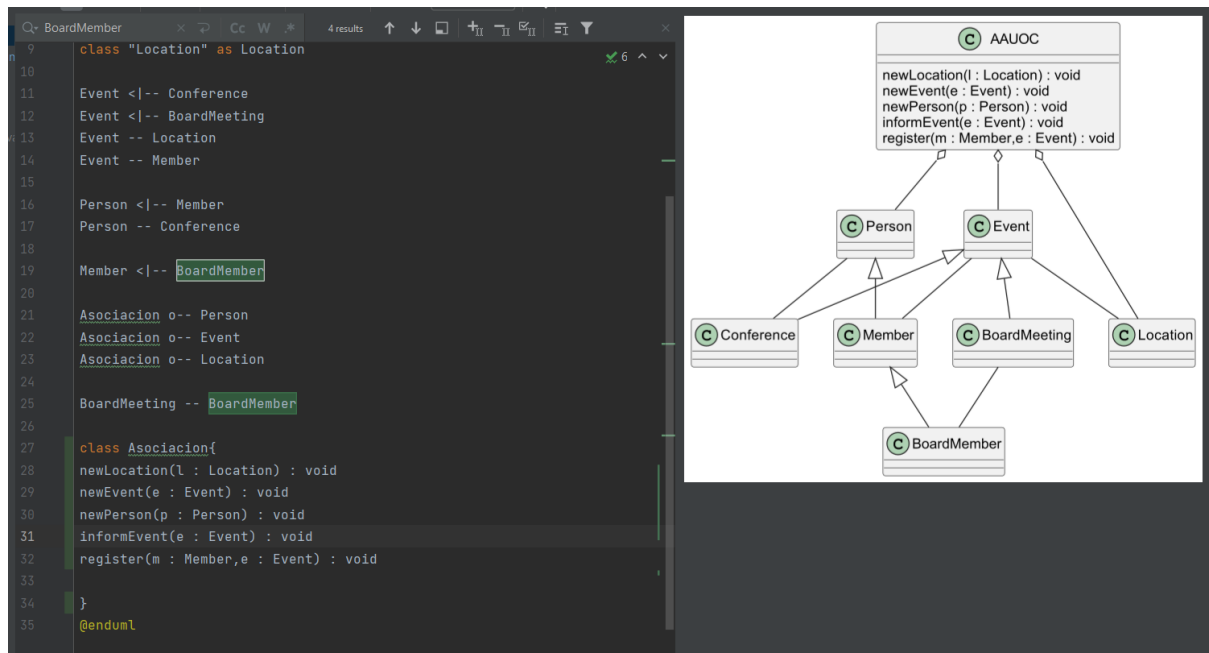 BoardMember × Cc W .* 4 results
9 class "Location" as Location
6
10
11 Event <|-- Conference
12 Event <|-- BoardMeeting
13 Event -- Location
14 Event -- Member
15
16 Person <|-- Member
17 Person -- Conference
18
19 Member <|-- BoardMember
20
21 Asociacion o-- Person
22 Asociacion o-- Event
23 Asociacion o-- Location
24
25 BoardMeeting -- BoardMember
26
27 class Asociacion{
28 newLocation(l : Location) : void
29 newEvent(e : Event) : void
30 newPerson(p : Person) : void
31 informEvent(e : Event) : void
32 register(m : Member,e : Event) : void
33
34 }
35 @enduml
C AAUOC
newLocation(l : Location) : void
newEvent(e : Event) : void
newPerson(p : Person) : void
informEvent(e : Event) : void
register(m : Member,e : Event) : void
C Person
C Event
C Conference
C Member
C BoardMeeting
C Location
C BoardMember